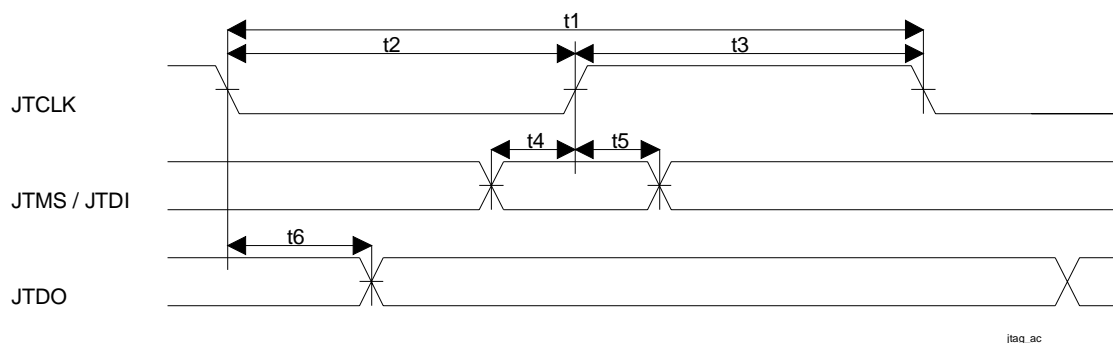 t1
t2
t3
JTCLK
t4
t5
JTMS / JTDI
t6
JTDO
jtag_ac